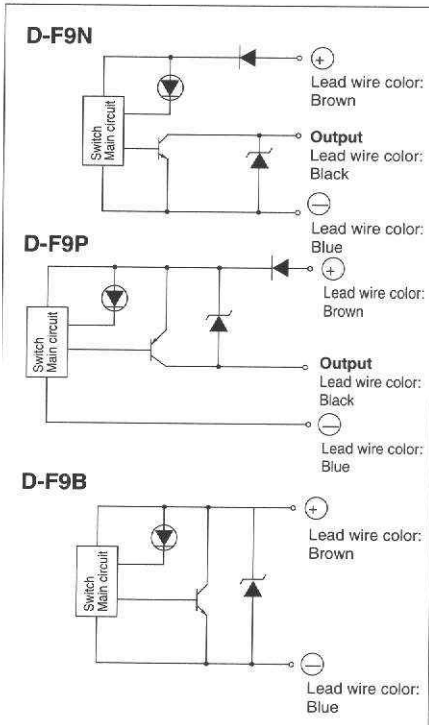 D-F9N
+
Lead wire color:
Brown
Switch
Main circuit
Output
Lead wire color:
Black
−
Lead wire color:
Blue
D-F9P
+
Lead wire color:
Brown
Switch
Main circuit
Output
Lead wire color:
Black
−
Lead wire color:
Blue
D-F9B
+
Lead wire color:
Brown
Switch
Main circuit
−
Lead wire color:
Blue